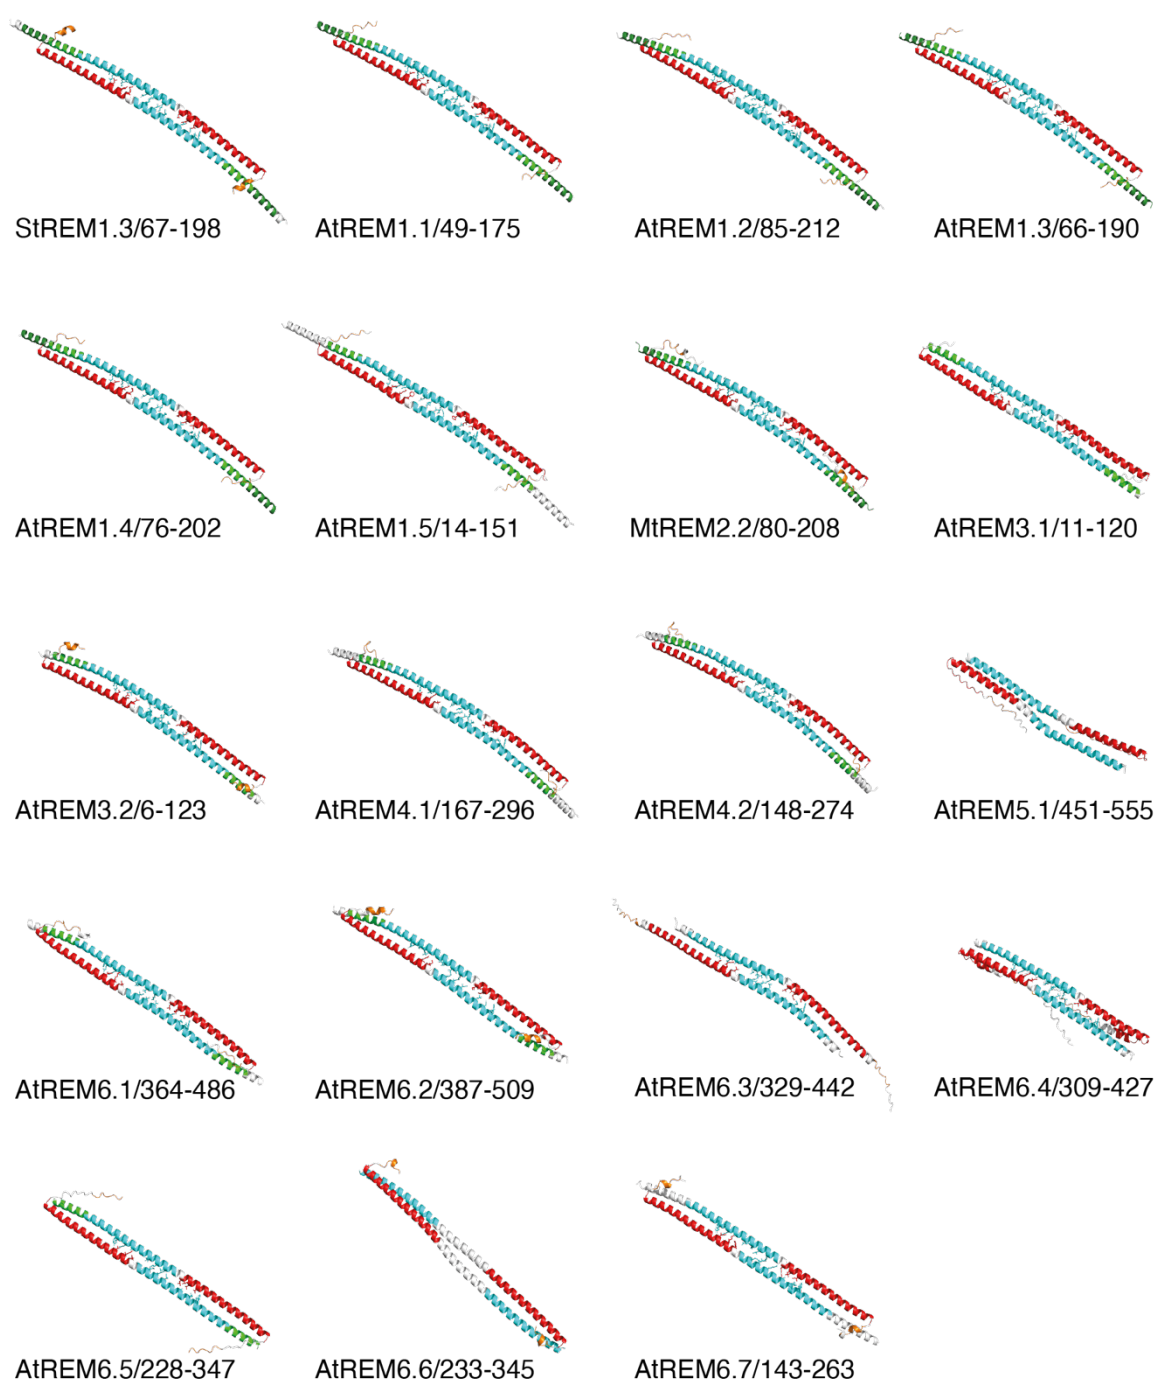 StREM1.3/67-198
AtREM1.1/49-175
AtREM1.2/85-212
AtREM1.3/66-190
AtREM1.4/76-202
AtREM1.5/14-151
MtREM2.2/80-208
AtREM3.1/11-120
AtREM3.2/6-123
AtREM4.1/167-296
AtREM4.2/148-274
AtREM5.1/451-555
AtREM6.1/364-486
AtREM6.2/387-509
AtREM6.3/329-442
AtREM6.4/309-427
AtREM6.5/228-347
AtREM6.6/233-345
AtREM6.7/143-263